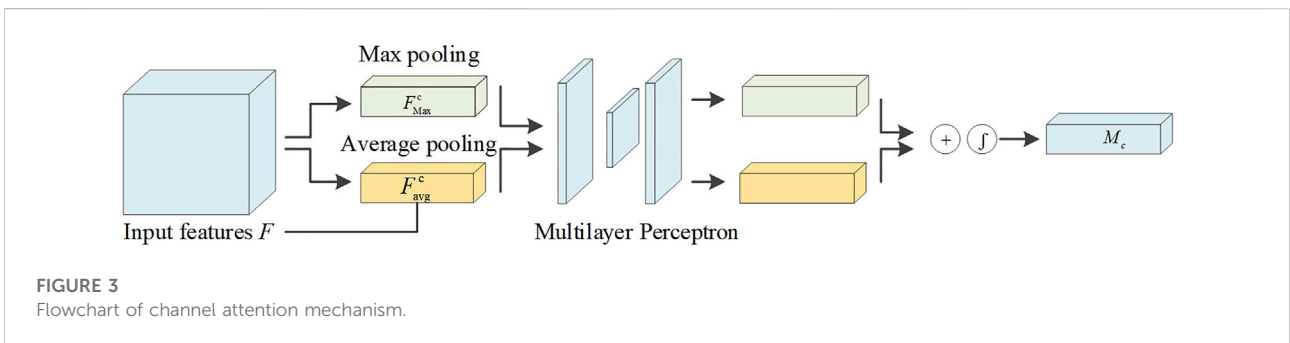 Max pooling
F^c_Max
Average pooling
F^c_avg
Input features F
Multilayer Perceptron
+ ∫
M_c
FIGURE 3
Flowchart of channel attention mechanism.